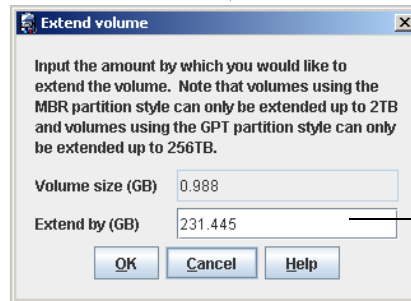 Extend volume
Input the amount by which you would like to
extend the volume. Note that volumes using the
MBR partition style can only be extended up to 2TB
and volumes using the GPT partition style can only
be extended up to 256TB.
Volume size (GB) 0.988
Extend by (GB) 231.445
OK Cancel Help